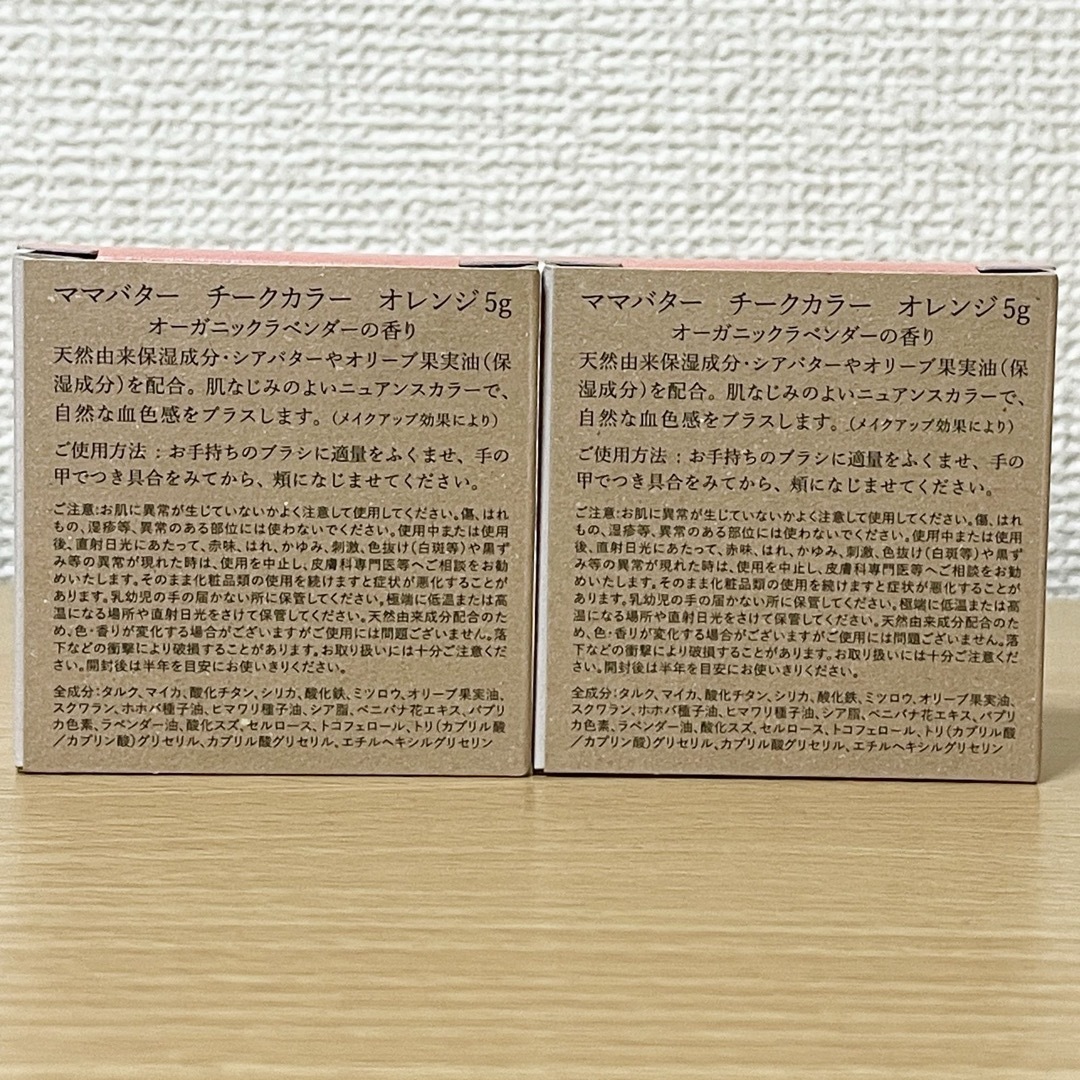 ママバター　チークカラー　オレンジ5g
オーガニックラベンダーの香り
天然由来保湿成分・シアバターやオリーブ果実油(保
湿成分)を配合。肌なじみのよいニュアンスカラーで、
自然な血色感をプラスします。(メイクアップ効果により)
ご使用方法：お手持ちのブラシに適量をふくませ、手の
甲でつき具合をみてから、頬になじませてください。
ご注意:お肌に異常が生じていないかよく注意して使用してください。傷、はれ
もの、湿疹等、異常のある部位には使わないでください。使用中または使用
後、直射日光にあたって、赤味、はれ、かゆみ、刺激、色抜け(白斑等)や黒ず
み等の異常が現れた時は、使用を中止し、皮膚科専門医等へご相談をお勧
めいたします。そのまま化粧品類の使用を続けますと症状が悪化することが
あります。乳幼児の手の届かない所に保管してください。極端に低温または高
温になる場所や直射日光をさけて保管してください。天然由来成分配合のた
め、色・香りが変化する場合がございますがご使用には問題ございません。落
下などの衝撃により破損することがあります。お取り扱いには十分ご注意くださ
い。開封後は半年を目安にお使いきりください。
全成分:タルク、マイカ、酸化チタン、シリカ、酸化鉄、ミツロウ、オリーブ果実油、
スクワラン、ホホバ種子油、ヒマワリ種子油、シア脂、ベニバナ花エキス、パプリ
カ色素、ラベンダー油、酸化スズ、セルロース、トコフェロール、トリ(カプリル酸
/カプリン酸)グリセリル、カプリル酸グリセリル、エチルヘキシルグリセリン
ママバター　チークカラー　オレンジ5g
オーガニックラベンダーの香り
天然由来保湿成分・シアバターやオリーブ果実油(保
湿成分)を配合。肌なじみのよいニュアンスカラーで、
自然な血色感をプラスします。(メイクアップ効果により)
ご使用方法：お手持ちのブラシに適量をふくませ、手の
甲でつき具合をみてから、頬になじませてください。
ご注意:お肌に異常が生じていないかよく注意して使用してください。傷、はれ
もの、湿疹等、異常のある部位には使わないでください。使用中または使用
後、直射日光にあたって、赤味、はれ、かゆみ、刺激、色抜け(白斑等)や黒ず
み等の異常が現れた時は、使用を中止し、皮膚科専門医等へご相談をお勧
めいたします。そのまま化粧品類の使用を続けますと症状が悪化することが
あります。乳幼児の手の届かない所に保管してください。極端に低温または高
温になる場所や直射日光をさけて保管してください。天然由来成分配合のた
め、色・香りが変化する場合がございますがご使用には問題ございません。落
下などの衝撃により破損することがあります。お取り扱いには十分ご注意くださ
い。開封後は半年を目安にお使いきりください。
全成分:タルク、マイカ、酸化チタン、シリカ、酸化鉄、ミツロウ、オリーブ果実油、
スクワラン、ホホバ種子油、ヒマワリ種子油、シア脂、ベニバナ花エキス、パプリ
カ色素、ラベンダー油、酸化スズ、セルロース、トコフェロール、トリ(カプリル酸
/カプリン酸)グリセリル、カプリル酸グリセリル、エチルヘキシルグリセリン